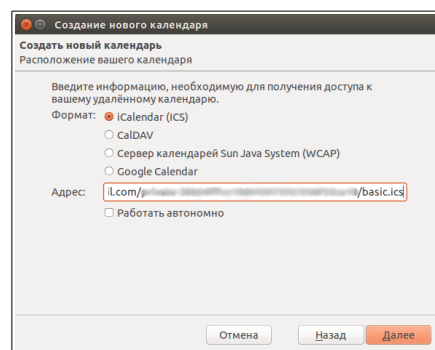 Создание нового календаря
Создать новый календарь
Расположение вашего календаря
Введите информацию, необходимую для получения доступа к
вашему удалённому календарю.
Формат: iCalendar (ICS)
CalDAV
Сервер календарей Sun Java System (WCAP)
Google Calendar
Адрес: il.com/ /basic.ics
Работать автономно
Отмена Назад Далее